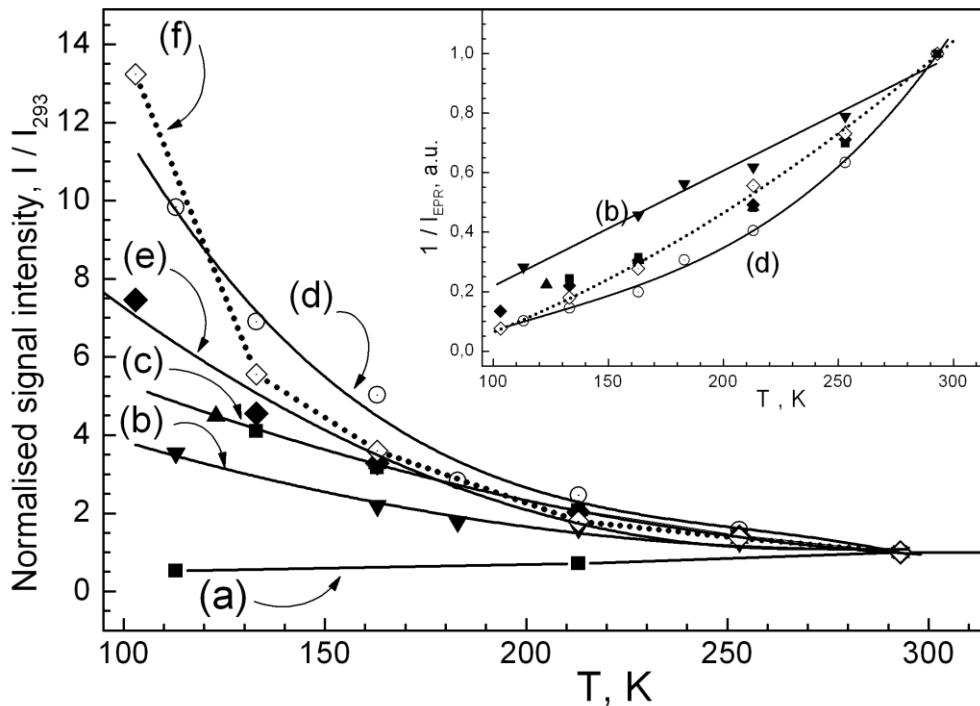 Normalised signal intensity, I / I₂₉₃
14
12
10
8
6
4
2
0
100
150
200
250
300
T, K
(f)
(e)
(d)
(c)
(b)
(a)
1 / I_EPR, a.u.
1,0
0,8
0,6
0,4
0,2
0,0
100
150
200
250
300
T , K
(b)
(d)